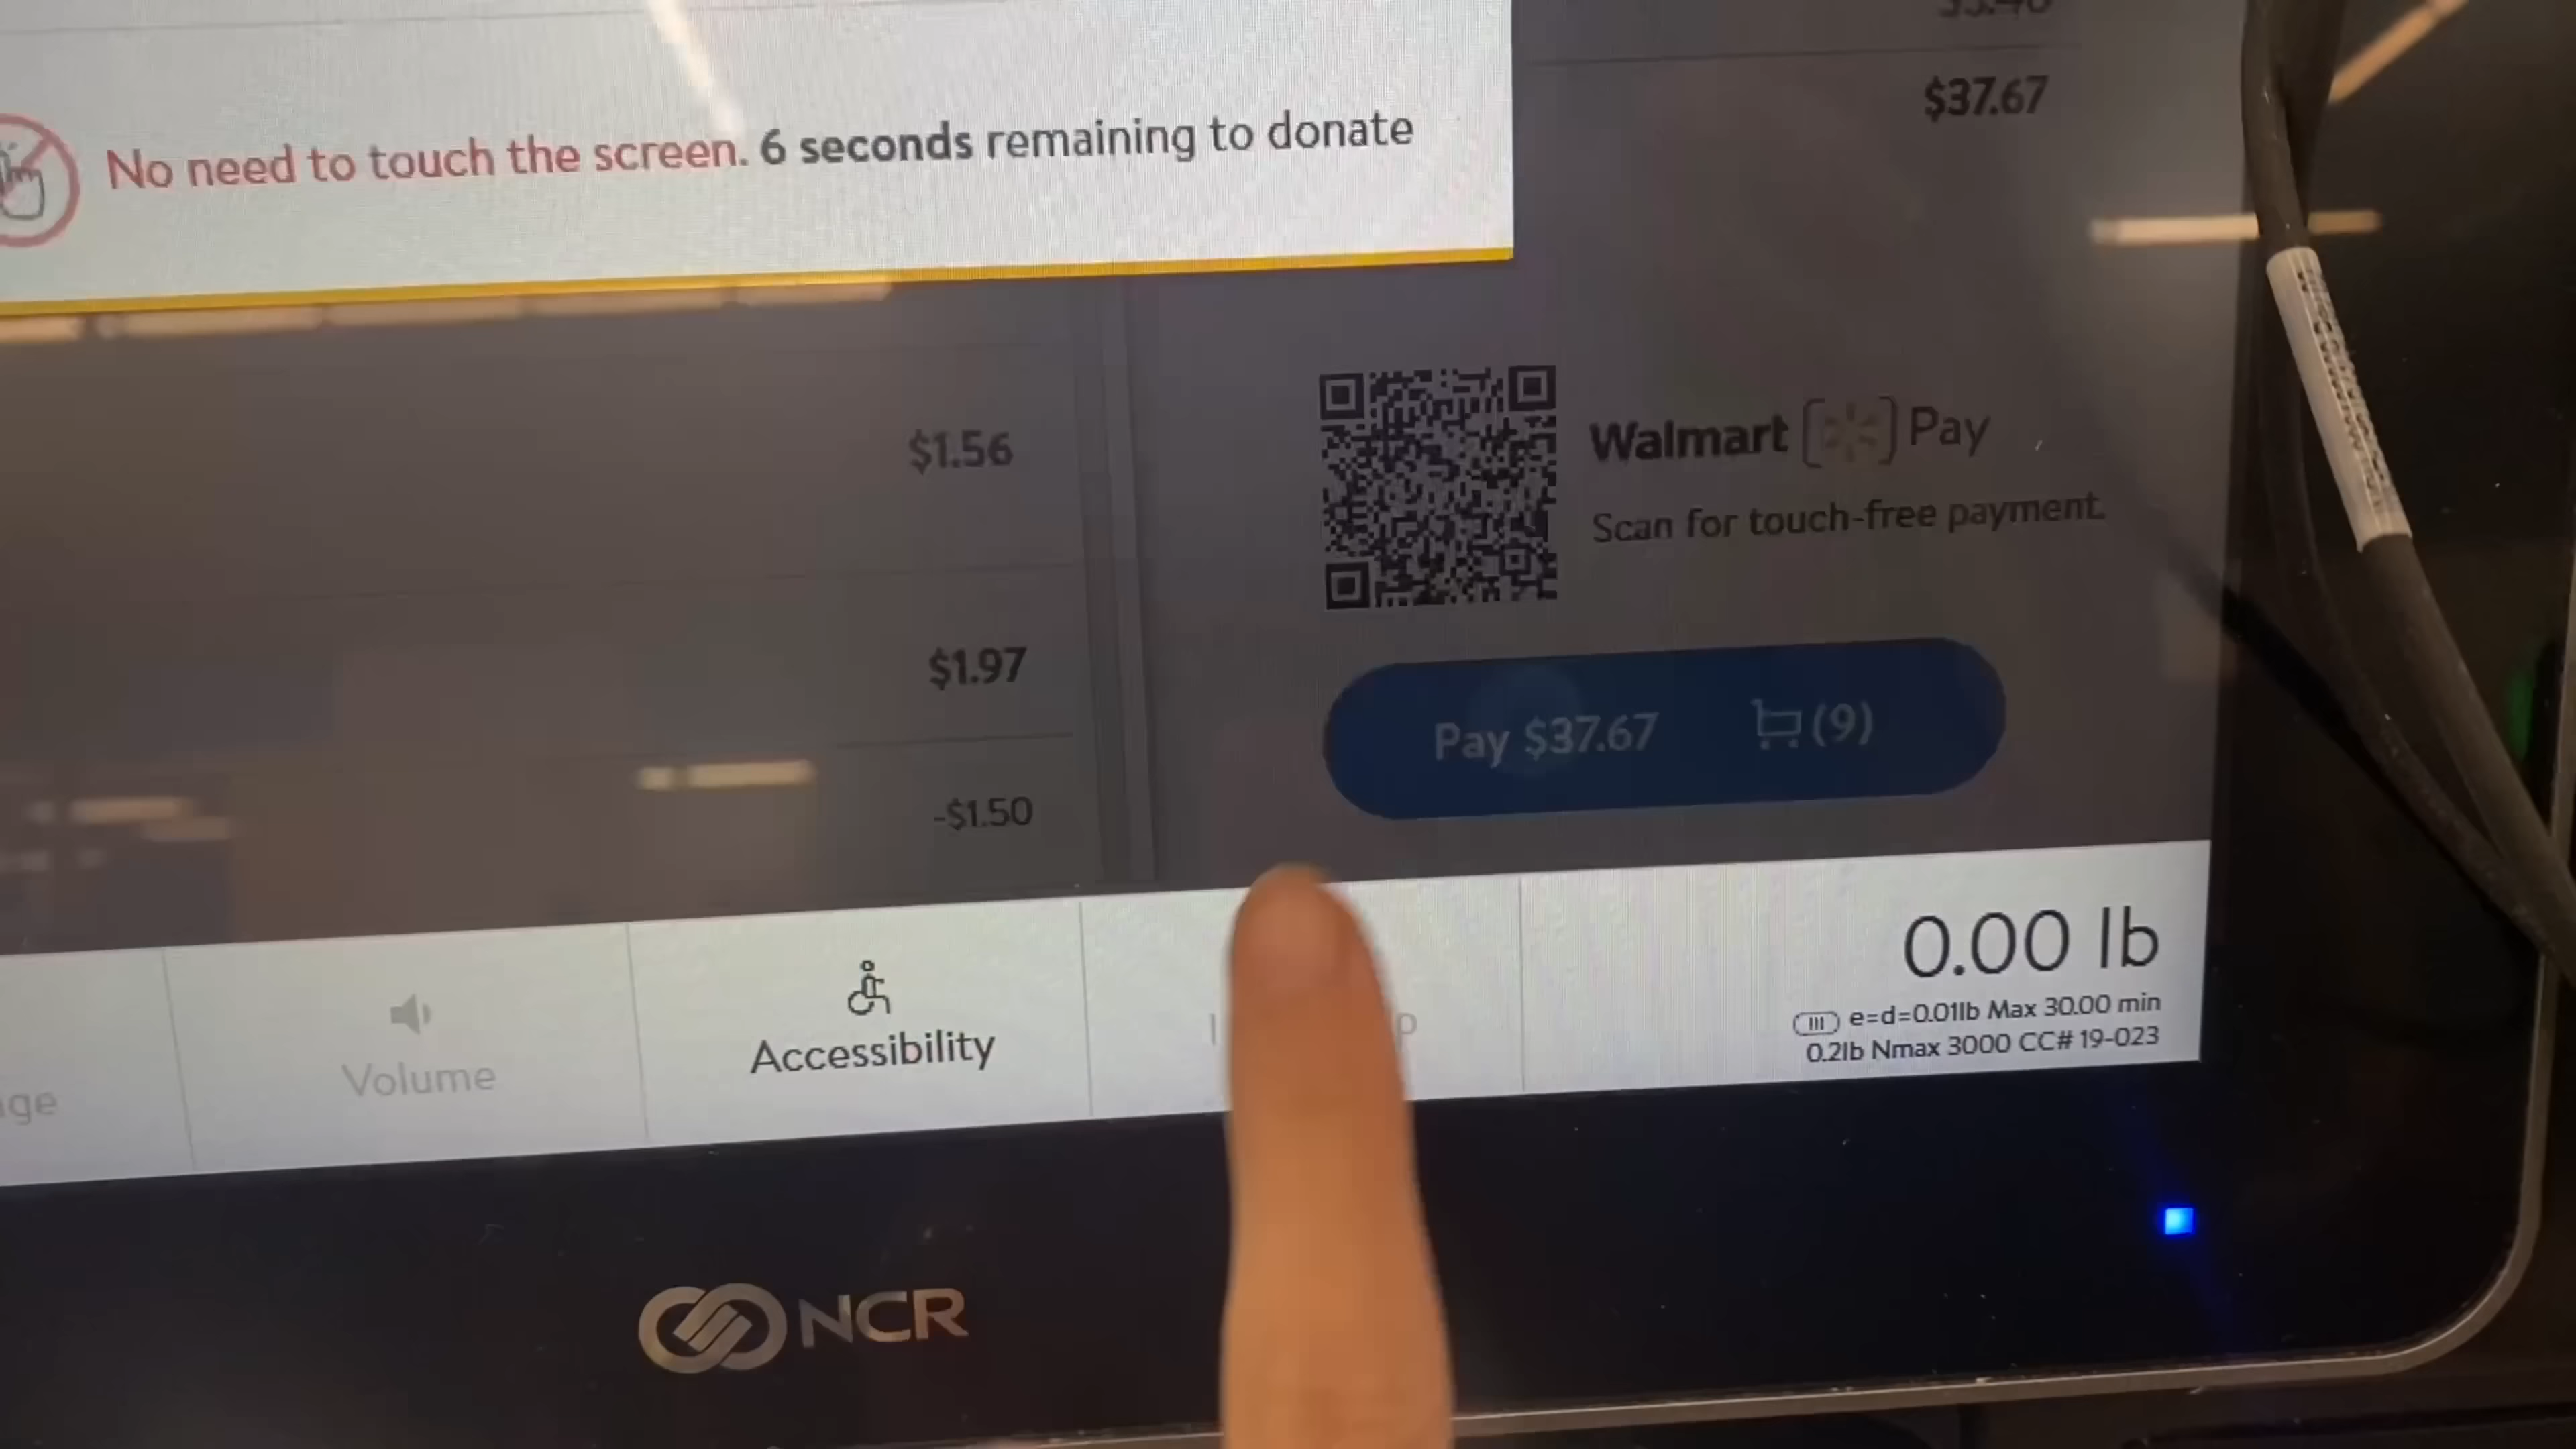 $37.67
No need to touch the screen. 6 seconds remaining to donate
$1.56
Walmart Pay
Scan for touch-free payment.
$1.97
Pay $37.67 (9)
-$1.50
0.00 lb
Volume
Accessibility
III e=d=0.01lb Max 30.00 min
0.2lb Nmax 3000 CC# 19-023
NCR